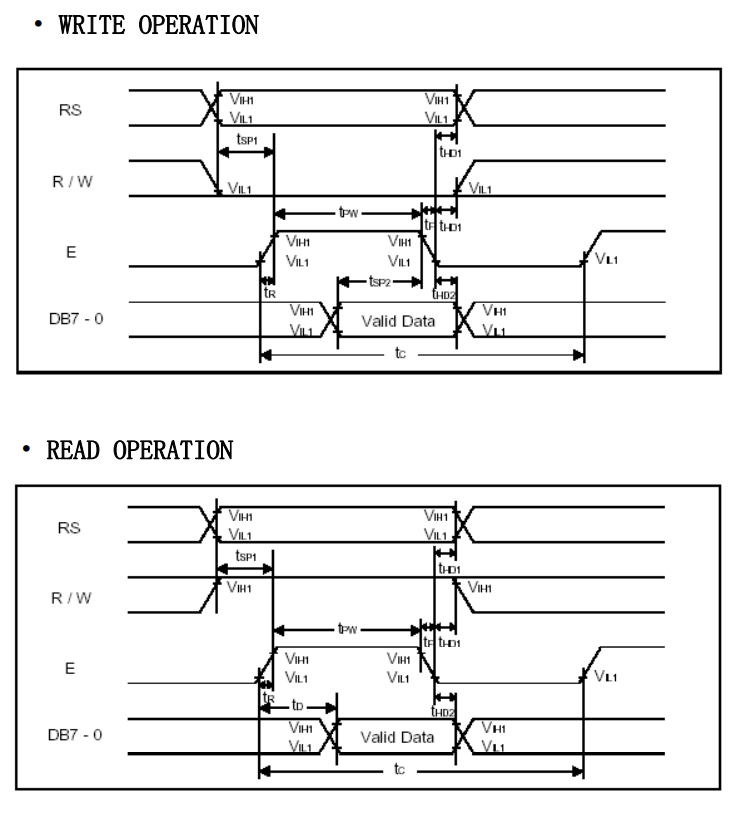 • WRITE OPERATION
RS VIH1 VIL1 VIH1 VIL1
tSP1 tHD1
R / W VIL1 VIL1
tPW tF tHD1
E VIH1 VIL1 VIH1 VIL1 VIL1
tR tSP2 tHD2
DB7 - 0 VIH1 VIL1 Valid Data VIH1 VIL1
tC
• READ OPERATION
RS VIH1 VIL1 VIH1 VIL1
tSP1 tHD1
R / W VIH1 VIH1
tPW tF tHD1
E VIH1 VIL1 VIH1 VIL1 VIL1
tR tD tHD2
DB7 - 0 VIH1 VIL1 Valid Data VIH1 VIL1
tC